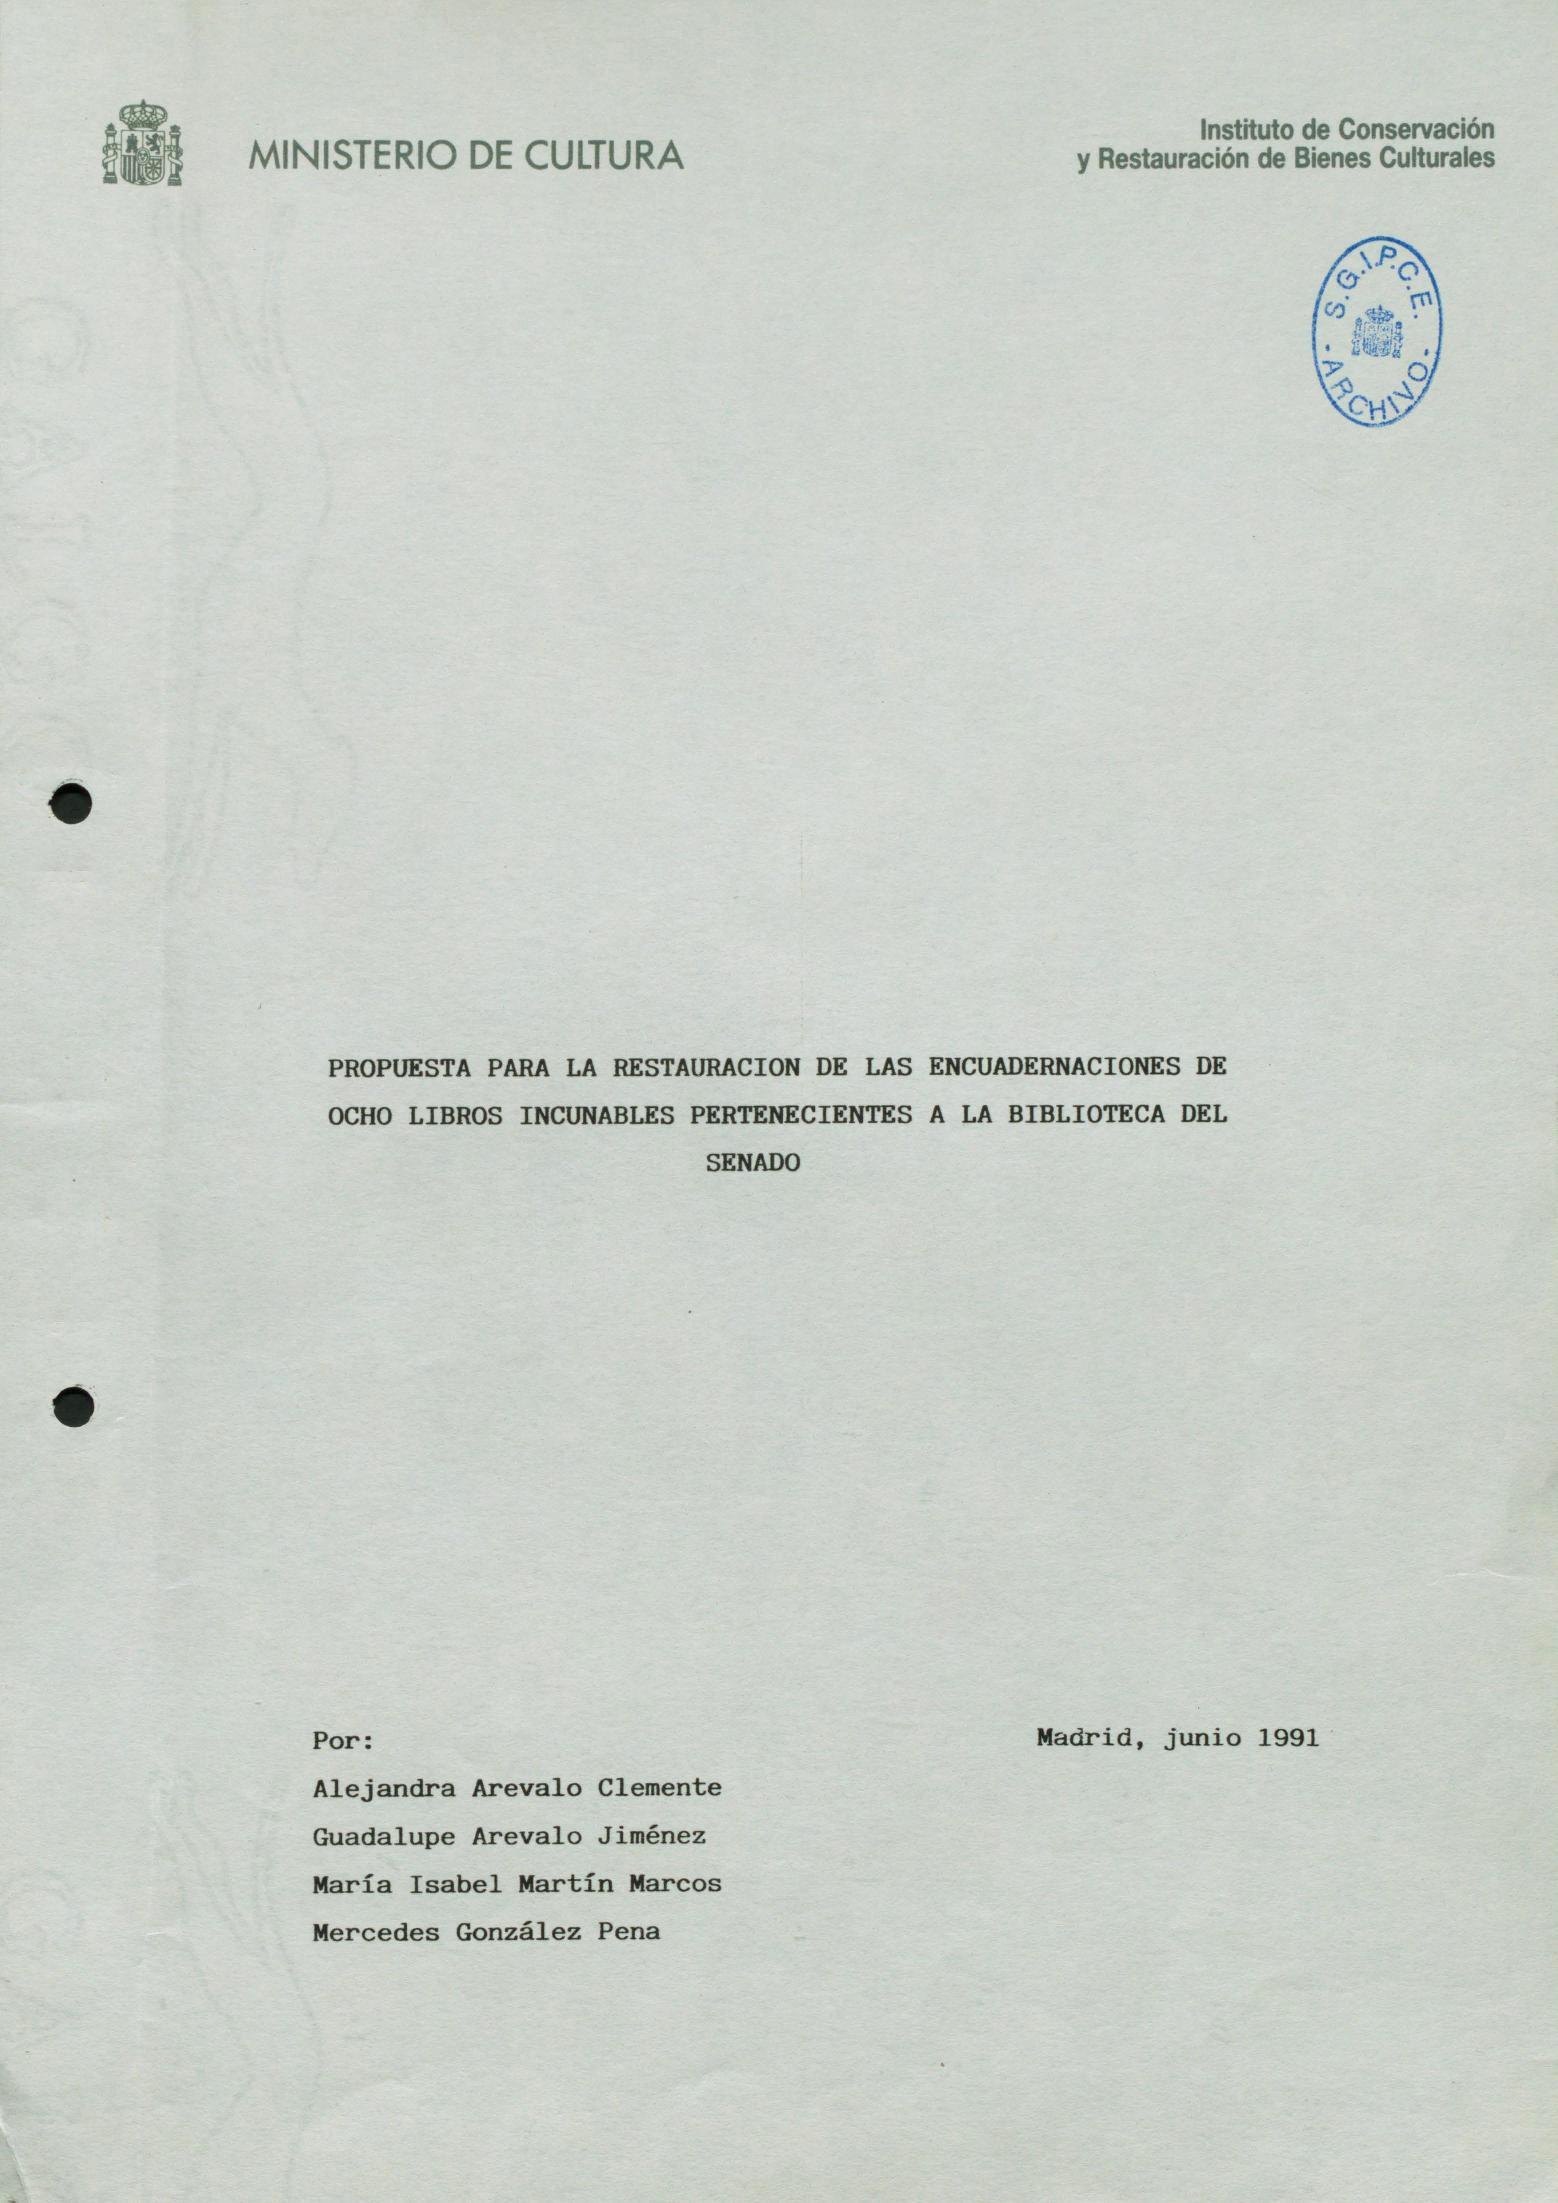 MINISTERIO DE CULTURA
Instituto de Conservación
y Restauración de Bienes Culturales
S.G.I.P.C.E.
- ARCHIVO -
PROPUESTA PARA LA RESTAURACION DE LAS ENCUADERNACIONES DE
OCHO LIBROS INCUNABLES PERTENECIENTES A LA BIBLIOTECA DEL
SENADO
Por:
Madrid, junio 1991
Alejandra Arevalo Clemente
Guadalupe Arevalo Jiménez
María Isabel Martín Marcos
Mercedes González Pena